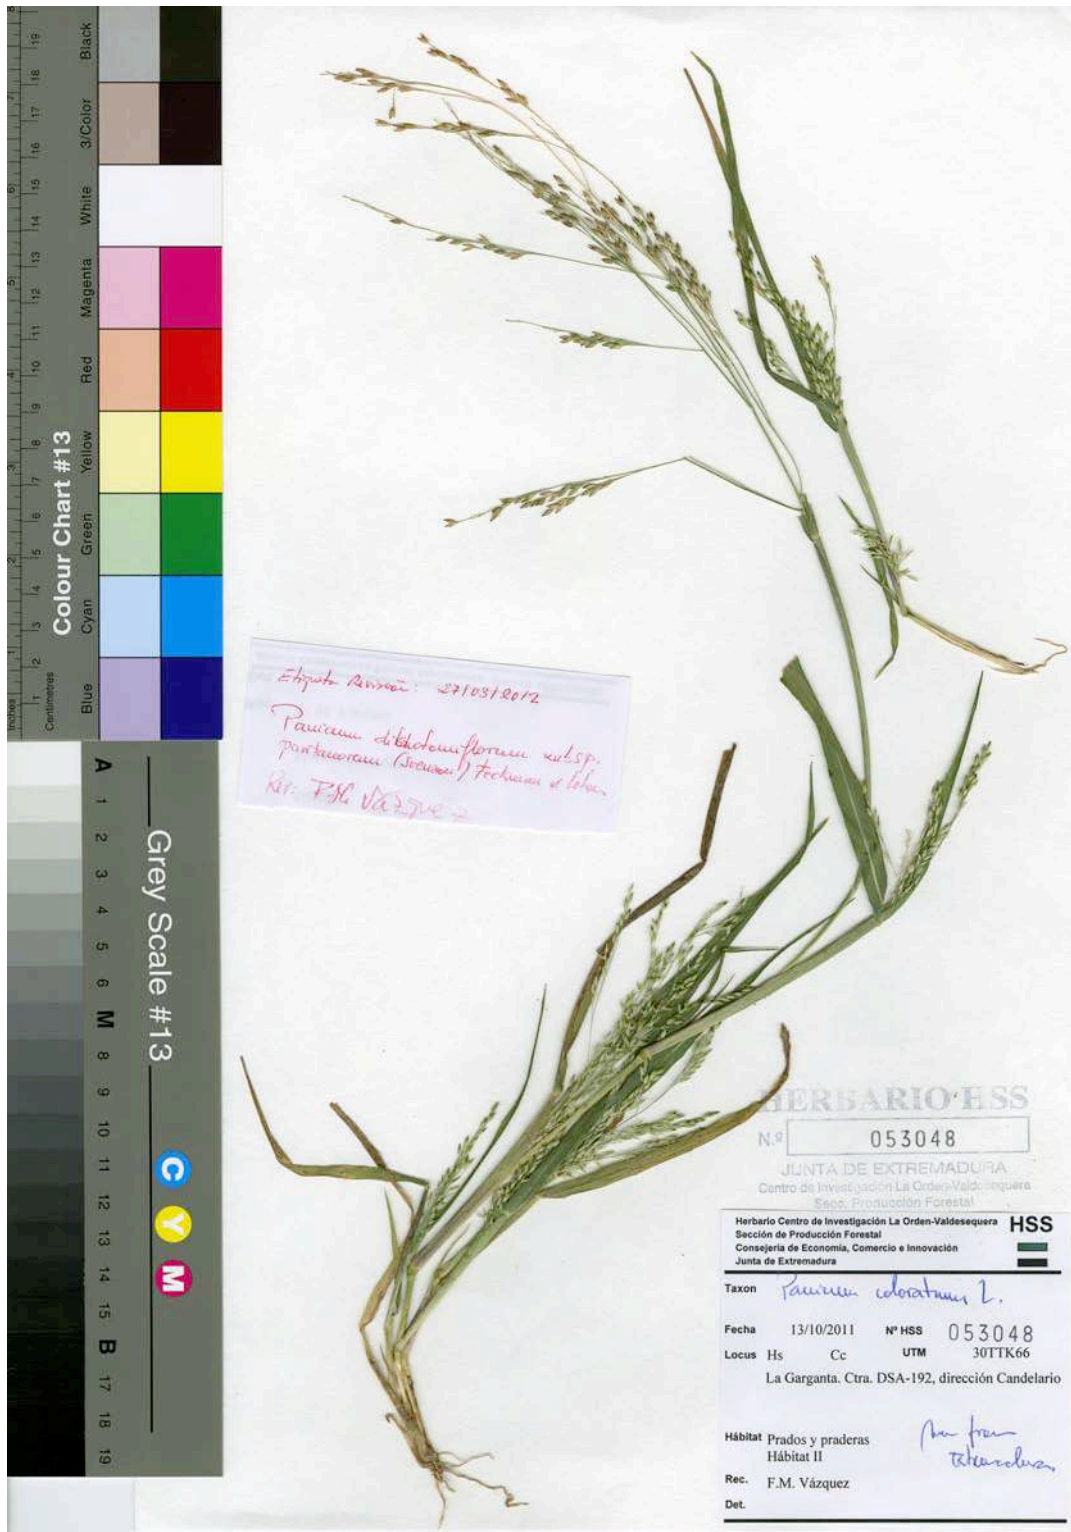 Colour Chart #13
Inches
Centimetres
Black
3/Color
White
Magenta
Red
Yellow
Green
Cyan
Blue
Grey Scale #13
A 1 2 3 4 5 6 M 8 9 10 11 12 13 14 15 B 17 18 19
C
Y
M
Etiqueta Revisión: 27/03/2012
Panicum dichotomiflorum subsp.
Rev: Vázquez
HERBARIO HSS
N.º 053048
JUNTA DE EXTREMADURA
Centro de Investigación La Orden-Valdesequera
Secc. Producción Forestal
Herbario Centro de Investigación La Orden-Valdesequera HSS
Sección de Producción Forestal
Consejería de Economía, Comercio e Innovación
Junta de Extremadura
Taxon Panicum coloratum L.
Fecha 13/10/2011 Nº HSS 053048
Locus Hs Cc UTM 30TTK66
La Garganta. Ctra. DSA-192, dirección Candelario
Hábitat Prados y praderas
Hábitat II
Rec. F.M. Vázquez
Det.